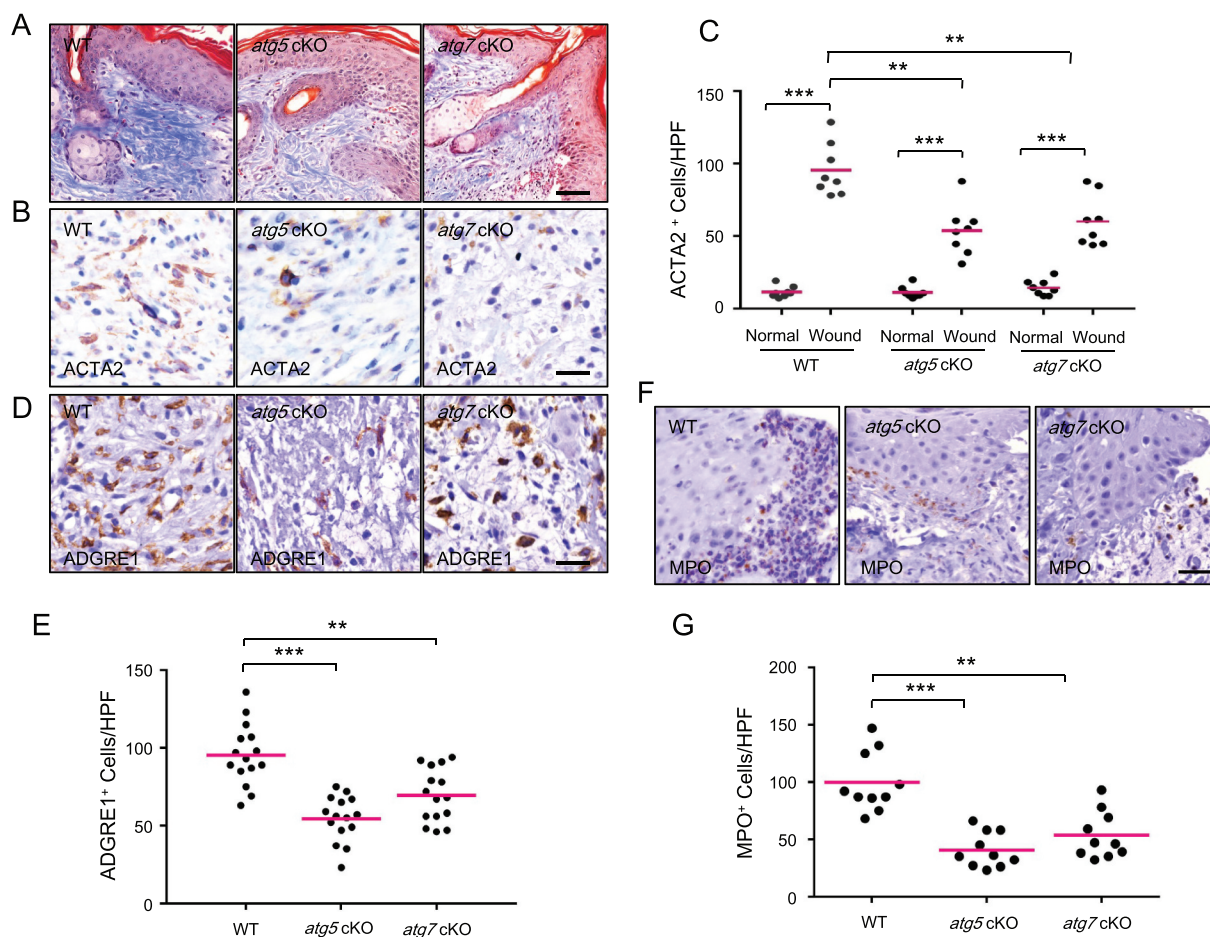 A
WT
atg5 cKO
atg7 cKO
B
WT
atg5 cKO
atg7 cKO
ACTA2
ACTA2
ACTA2
C
**
**
***
***
***
ACTA2 + Cells/HPF
150
100
50
0
Normal Wound Normal Wound Normal Wound
WT atg5 cKO atg7 cKO
D
WT
atg5 cKO
atg7 cKO
ADGRE1
ADGRE1
ADGRE1
F
WT
atg5 cKO
atg7 cKO
MPO
MPO
MPO
E
**
***
ADGRE1+ Cells/HPF
150
100
50
0
WT atg5 cKO atg7 cKO
G
**
***
MPO+ Cells/HPF
200
150
100
50
0
WT atg5 cKO atg7 cKO